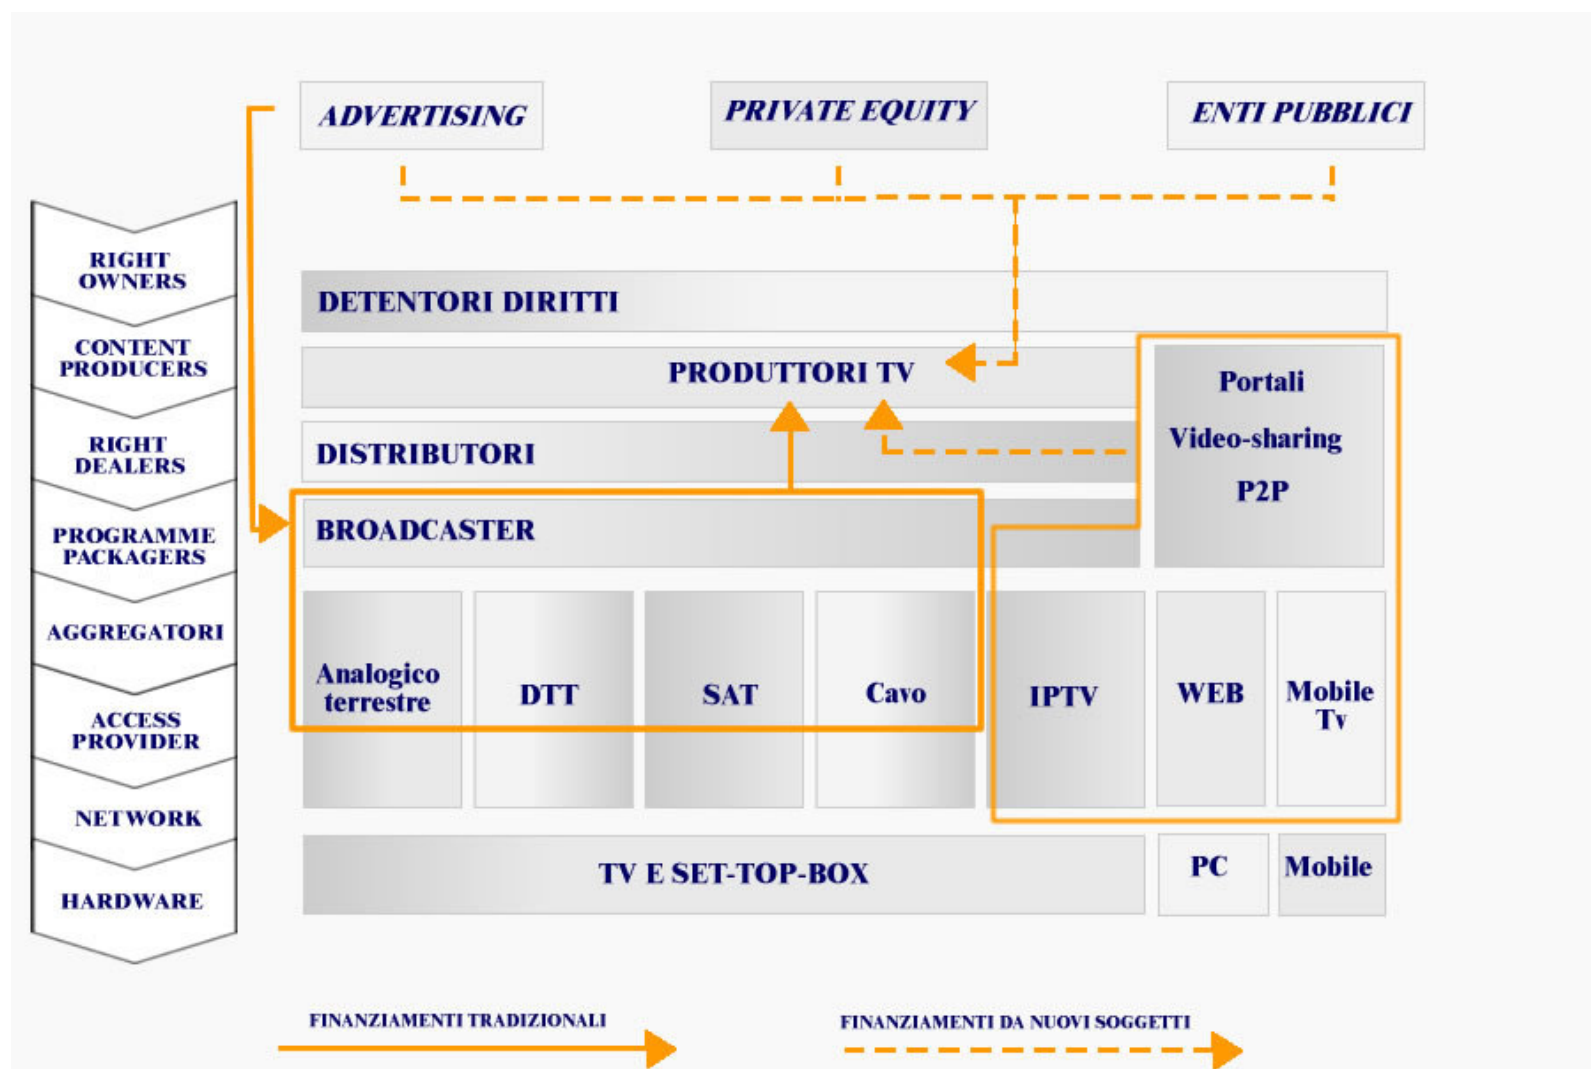 ADVERTISING
PRIVATE EQUITY
ENTI PUBBLICI
RIGHT
OWNERS
CONTENT
PRODUCERS
RIGHT
DEALERS
PROGRAMME
PACKAGERS
AGGREGATORI
ACCESS
PROVIDER
NETWORK
HARDWARE
DETENTORI DIRITTI
PRODUTTORI TV
DISTRIBUTORI
BROADCASTER
Portali
Video-sharing
P2P
Analogico
terrestre
DTT
SAT
Cavo
IPTV
WEB
Mobile
Tv
TV E SET-TOP-BOX
PC
Mobile
FINANZIAMENTI TRADIZIONALI
FINANZIAMENTI DA NUOVI SOGGETTI